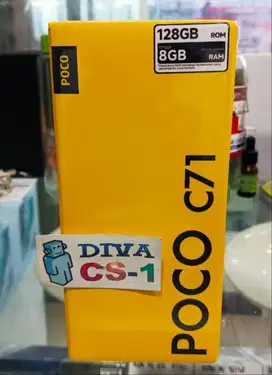 POCO
128GB ROM
8GB RAM
POCO C71
DIVA
CS-1